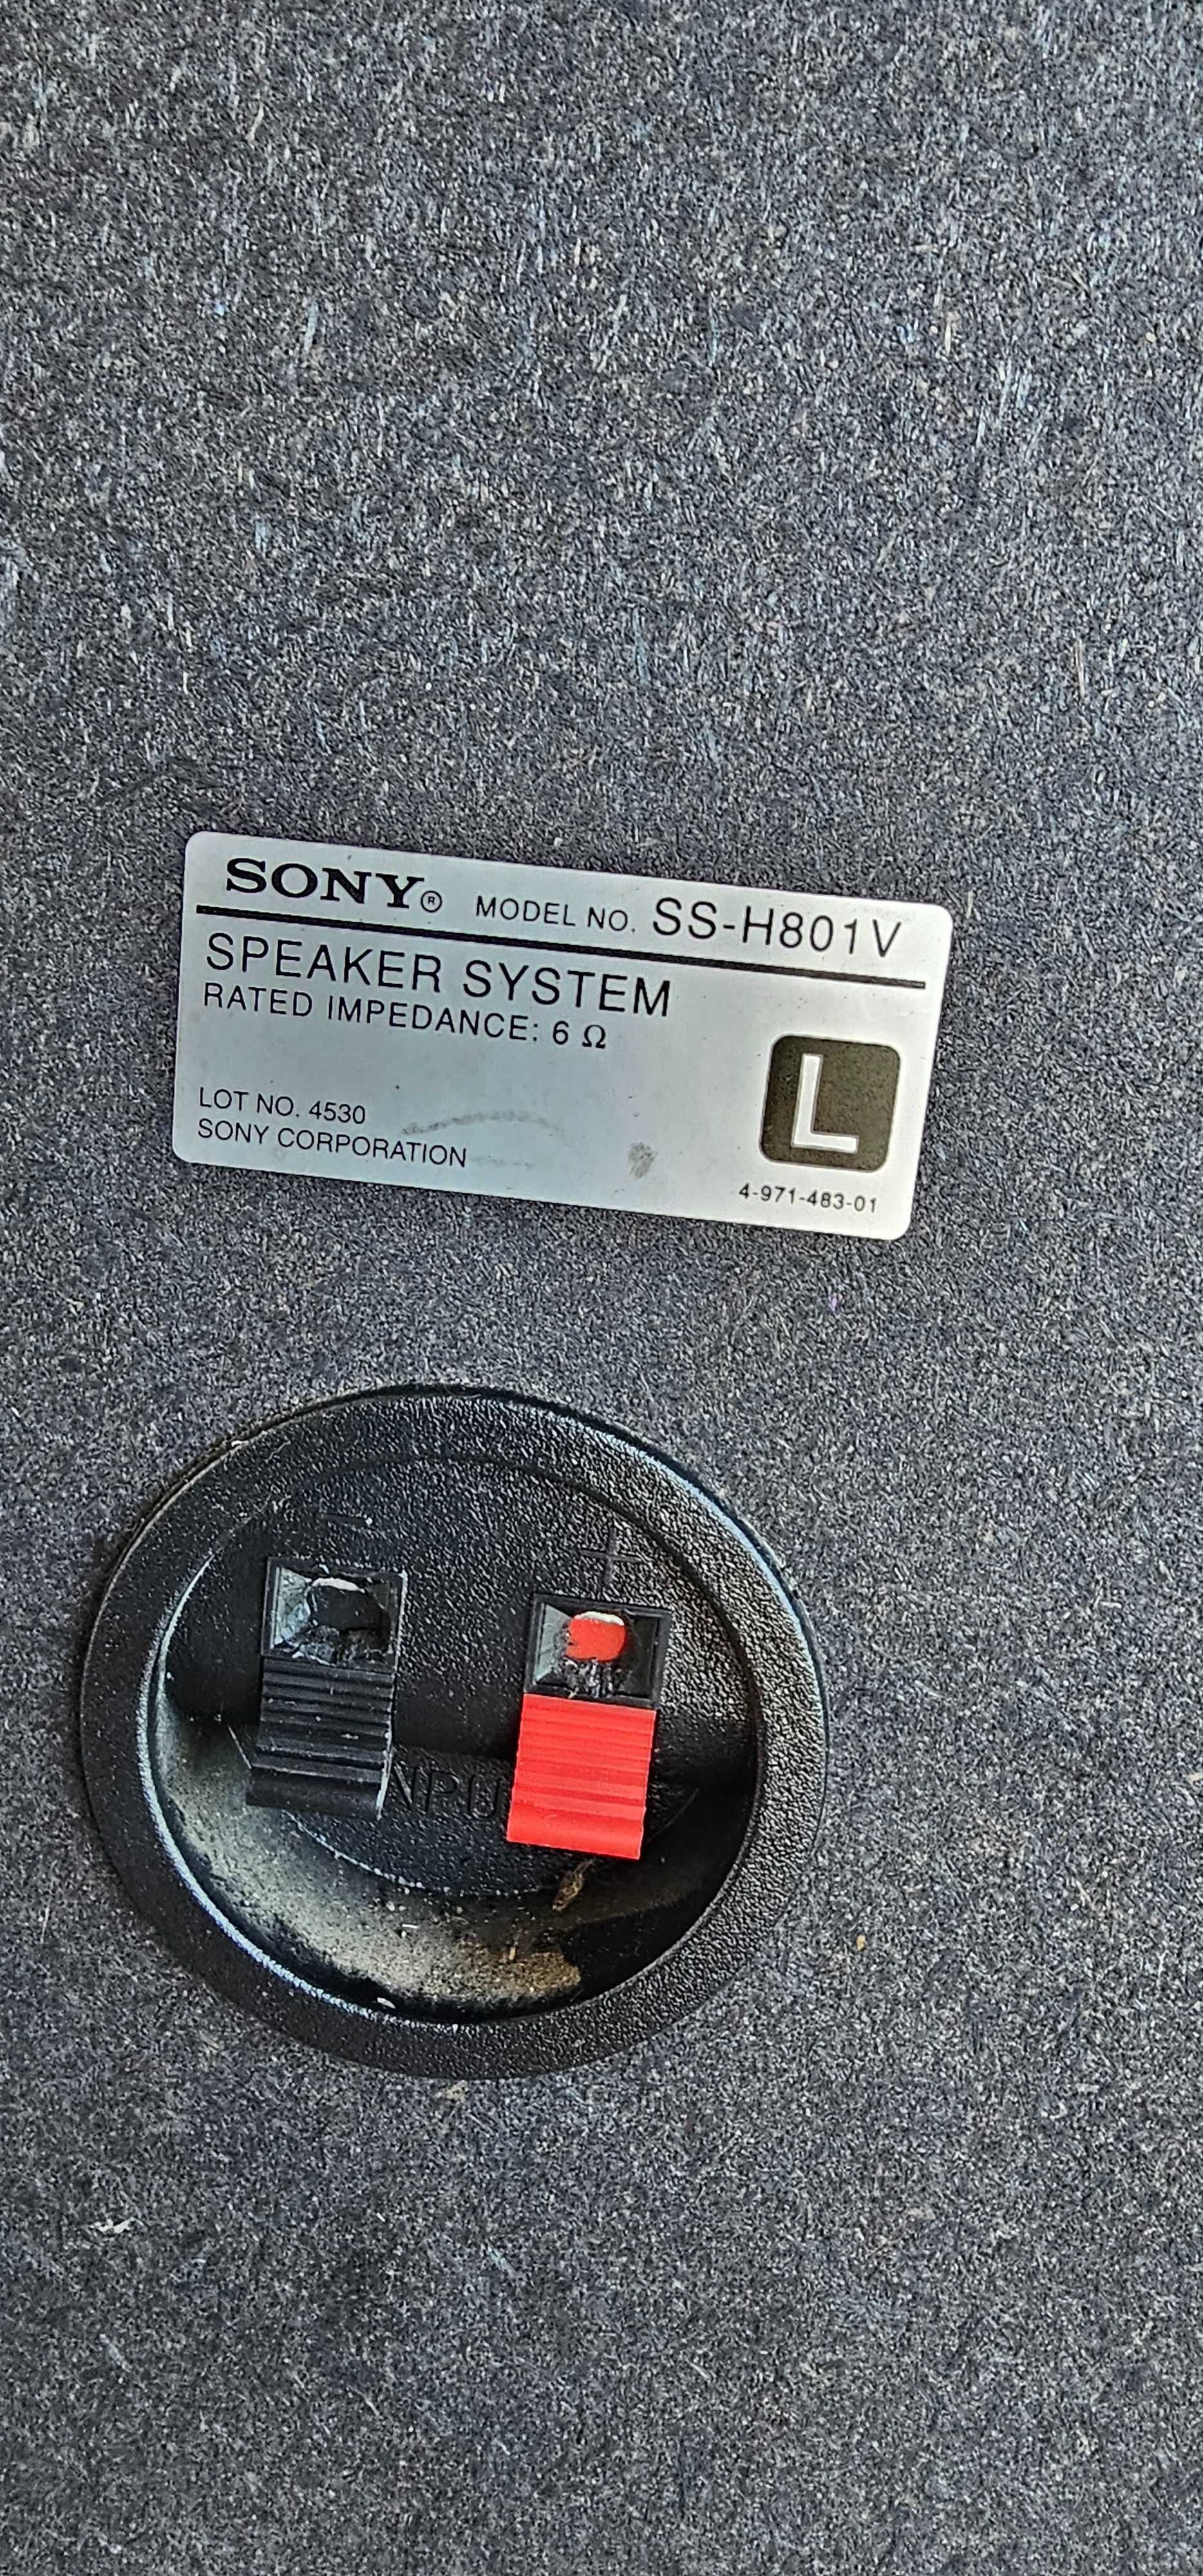 SONY® MODEL NO. SS-H801V
SPEAKER SYSTEM
RATED IMPEDANCE: 6 Ω
L
LOT NO. 4530
SONY CORPORATION
4-971-483-01
− +